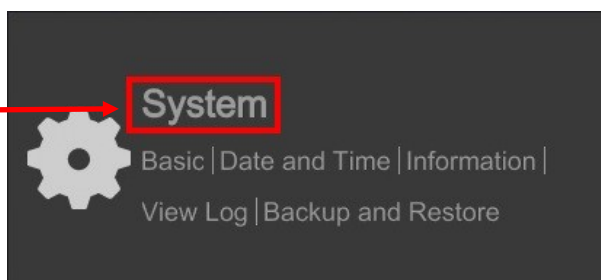 System
Basic | Date and Time | Information |
View Log | Backup and Restore